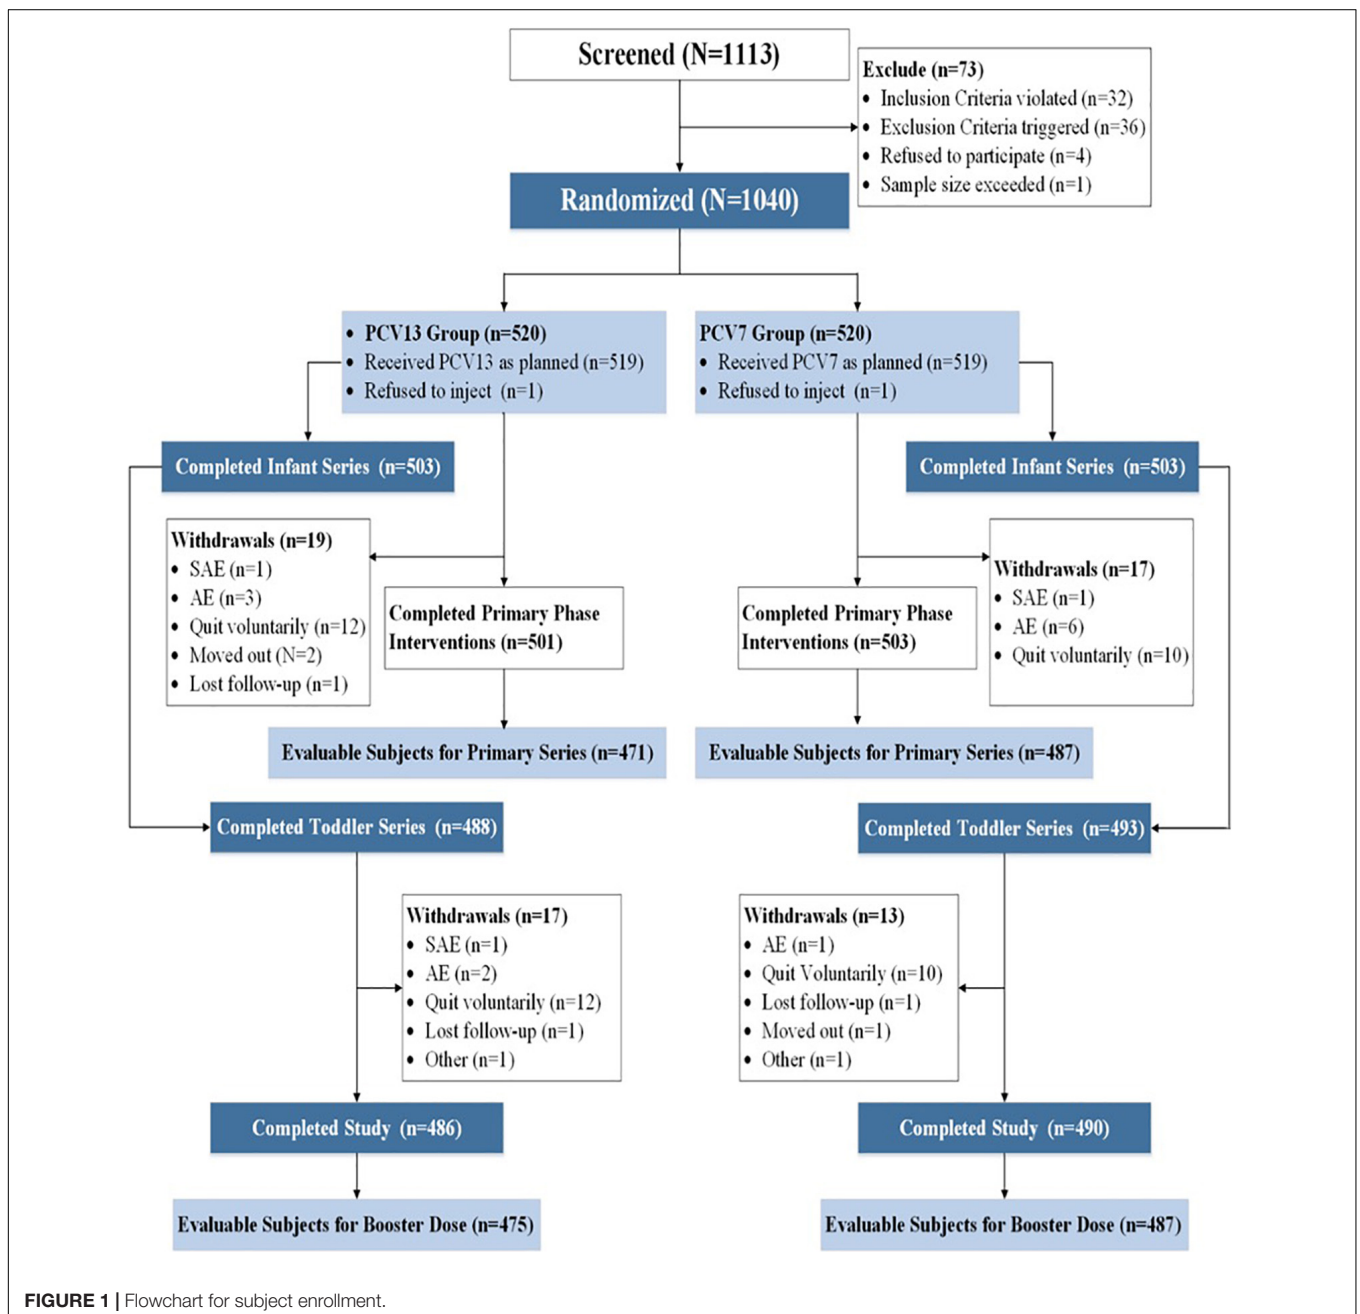 Screened (N=1113)
Exclude (n=73)
• Inclusion Criteria violated (n=32)
• Exclusion Criteria triggered (n=36)
• Refused to participate (n=4)
• Sample size exceeded (n=1)
Randomized (N=1040)
• PCV13 Group (n=520)
• Received PCV13 as planned (n=519)
• Refused to inject (n=1)
PCV7 Group (n=520)
• Received PCV7 as planned (n=519)
• Refused to inject (n=1)
Completed Infant Series (n=503)
Completed Infant Series (n=503)
Withdrawals (n=19)
• SAE (n=1)
• AE (n=3)
• Quit voluntarily (n=12)
• Moved out (N=2)
• Lost follow-up (n=1)
Completed Primary Phase
Interventions (n=501)
Completed Primary Phase
Interventions (n=503)
Withdrawals (n=17)
• SAE (n=1)
• AE (n=6)
• Quit voluntarily (n=10)
Evaluable Subjects for Primary Series (n=471)
Evaluable Subjects for Primary Series (n=487)
Completed Toddler Series (n=488)
Completed Toddler Series (n=493)
Withdrawals (n=17)
• SAE (n=1)
• AE (n=2)
• Quit voluntarily (n=12)
• Lost follow-up (n=1)
• Other (n=1)
Withdrawals (n=13)
• AE (n=1)
• Quit Voluntarily (n=10)
• Lost follow-up (n=1)
• Moved out (n=1)
• Other (n=1)
Completed Study (n=486)
Completed Study (n=490)
Evaluable Subjects for Booster Dose (n=475)
Evaluable Subjects for Booster Dose (n=487)
FIGURE 1 | Flowchart for subject enrollment.